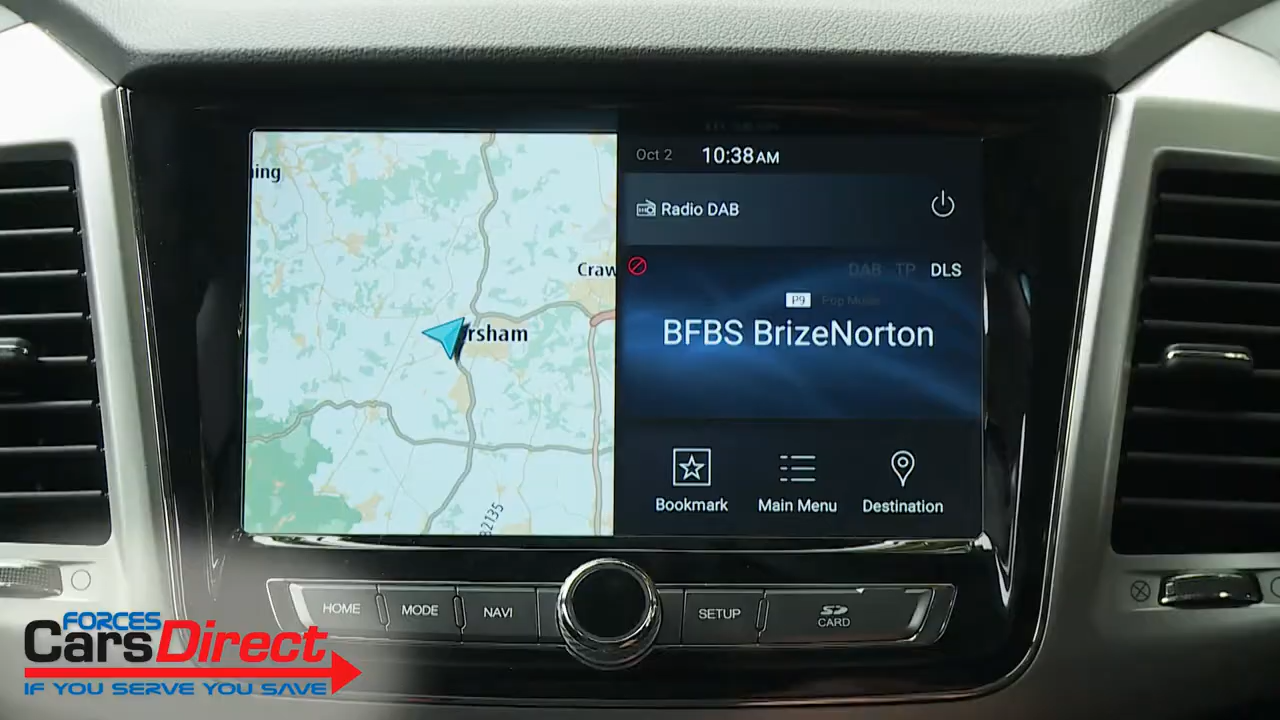 ing
Craw
rsham
B2135
Oct 2 10:38AM
Radio DAB
DAB TP DLS
P9 Pop Music
BFBS BrizeNorton
Bookmark Main Menu Destination
HOME MODE NAVI SETUP SD CARD
FORCES
CarsDirect
IF YOU SERVE YOU SAVE